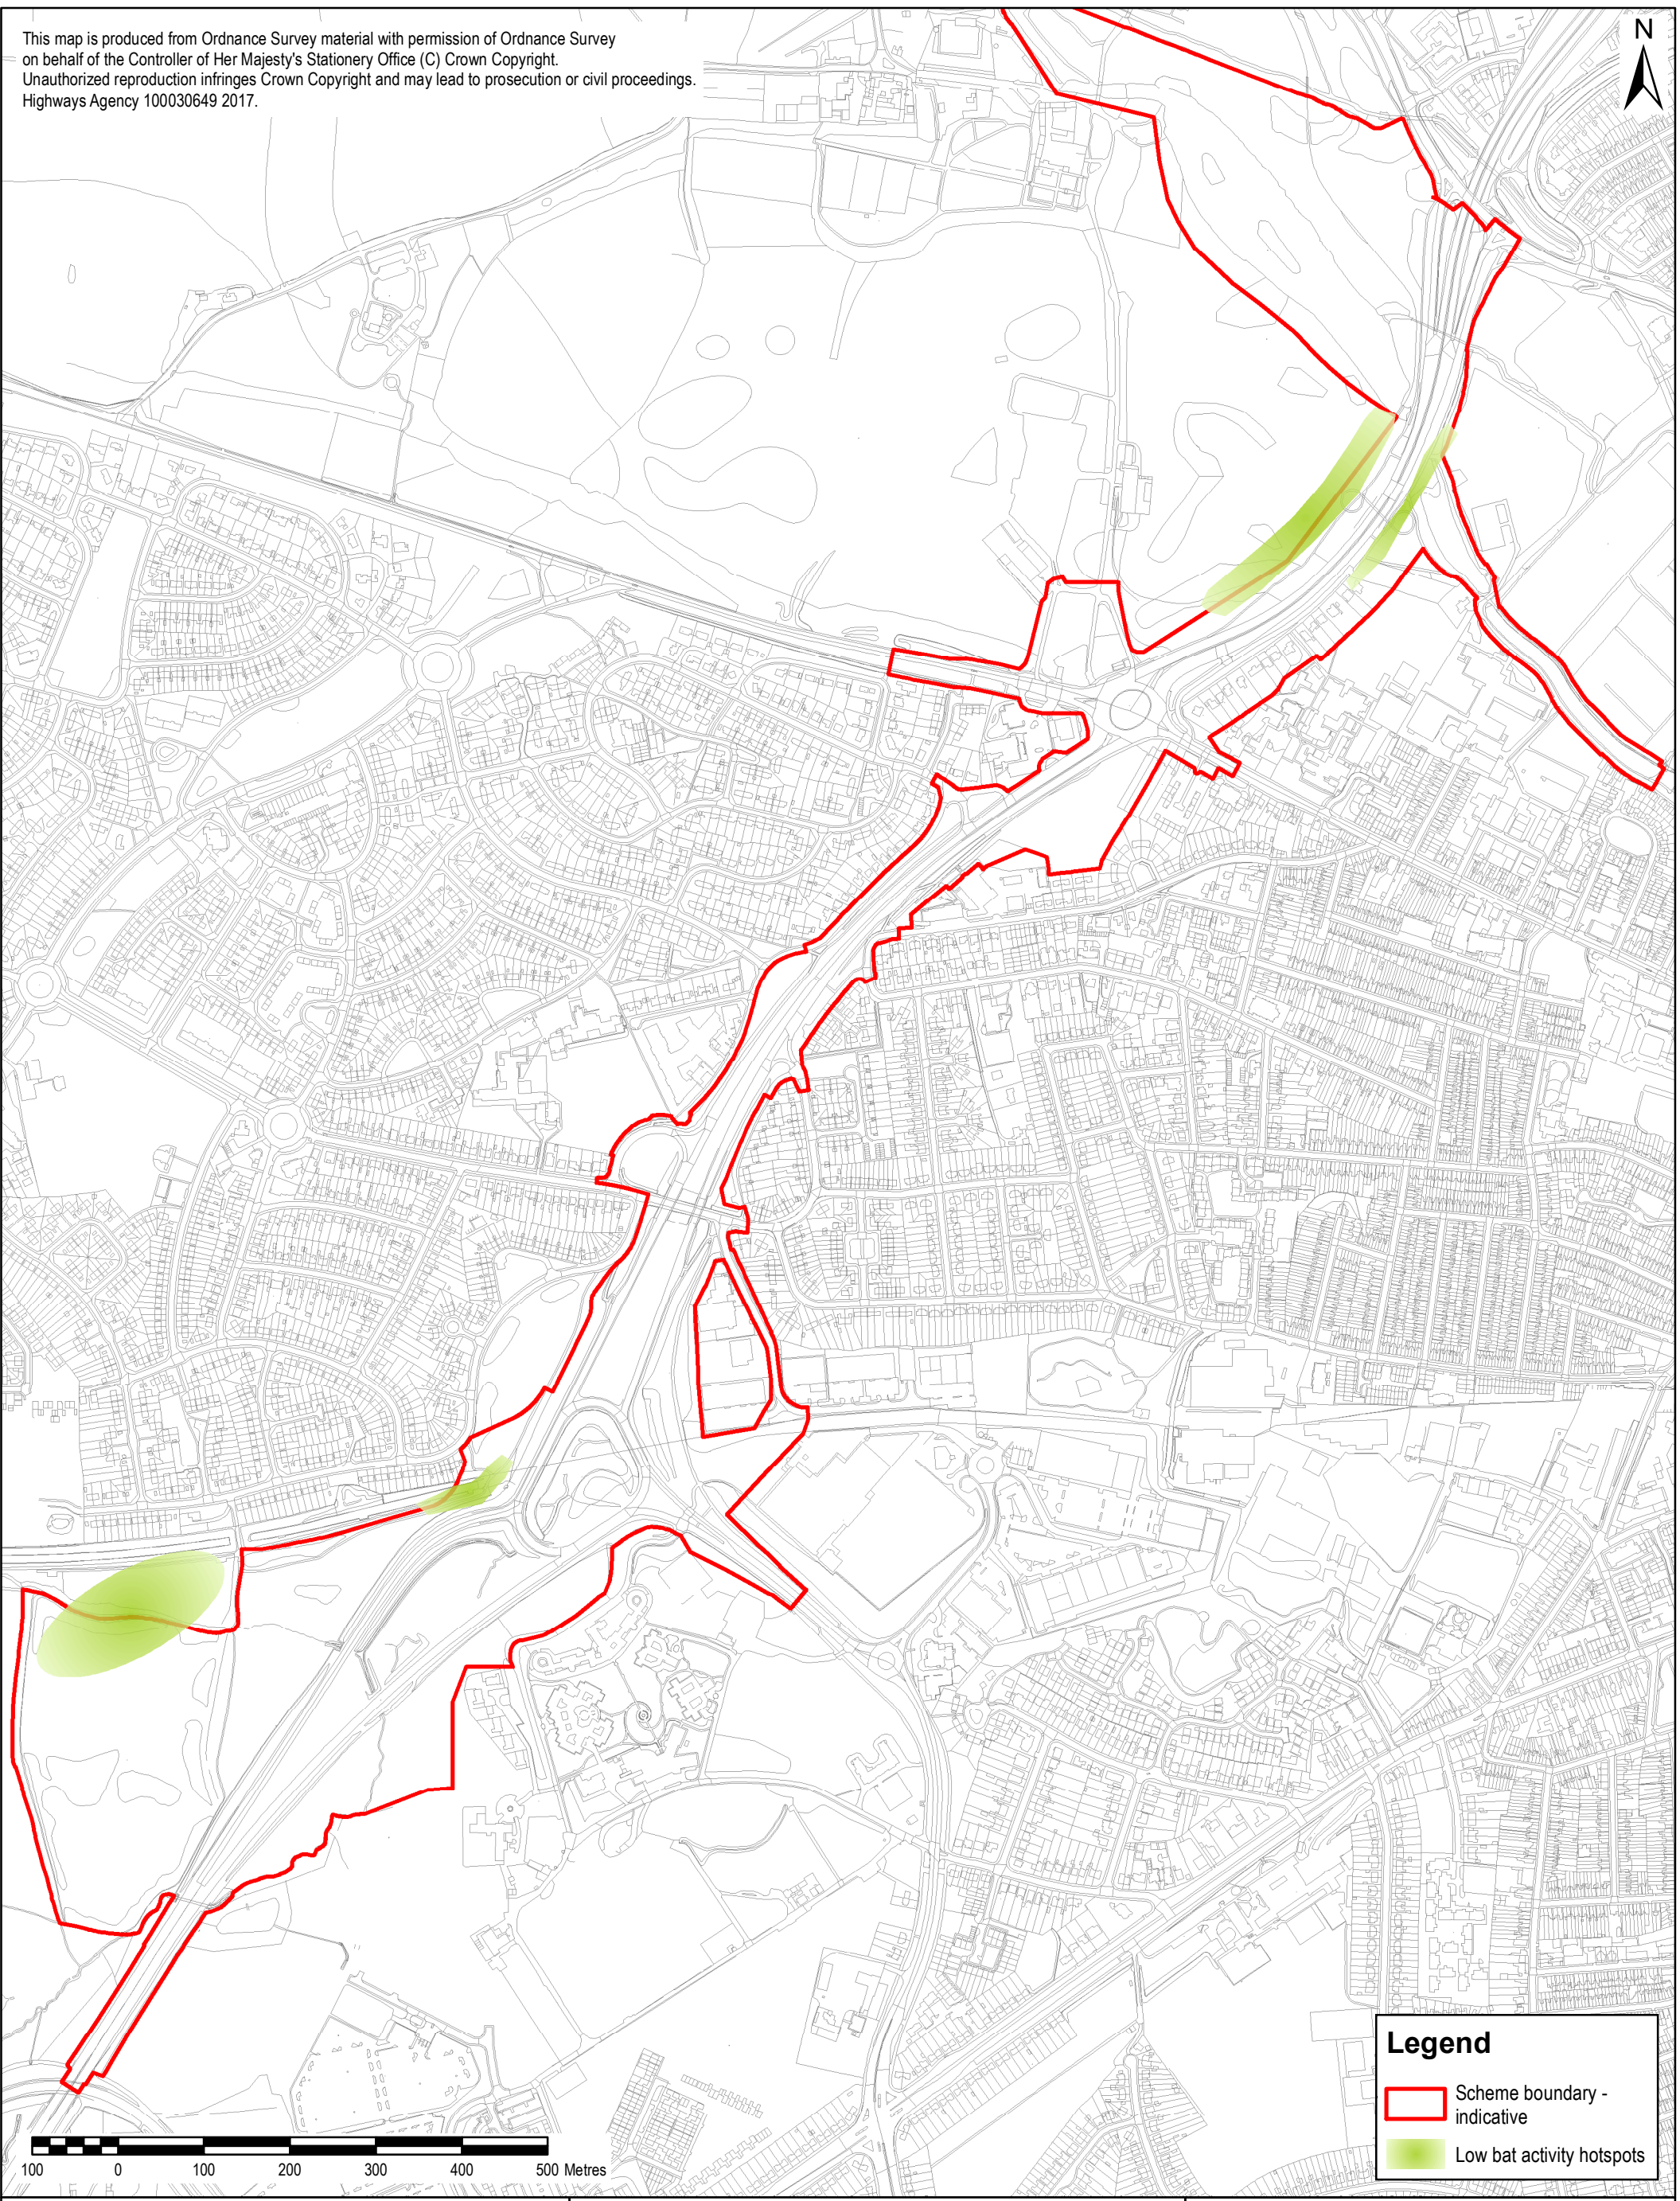 This map is produced from Ordnance Survey material with permission of Ordnance Survey
on behalf of the Controller of Her Majesty's Stationery Office (C) Crown Copyright.
Unauthorized reproduction infringes Crown Copyright and may lead to prosecution or civil proceedings.
Highways Agency 100030649 2017.
N
Legend
Scheme boundary -
indicative
Low bat activity hotspots
100 0 100 200 300 400 500 Metres